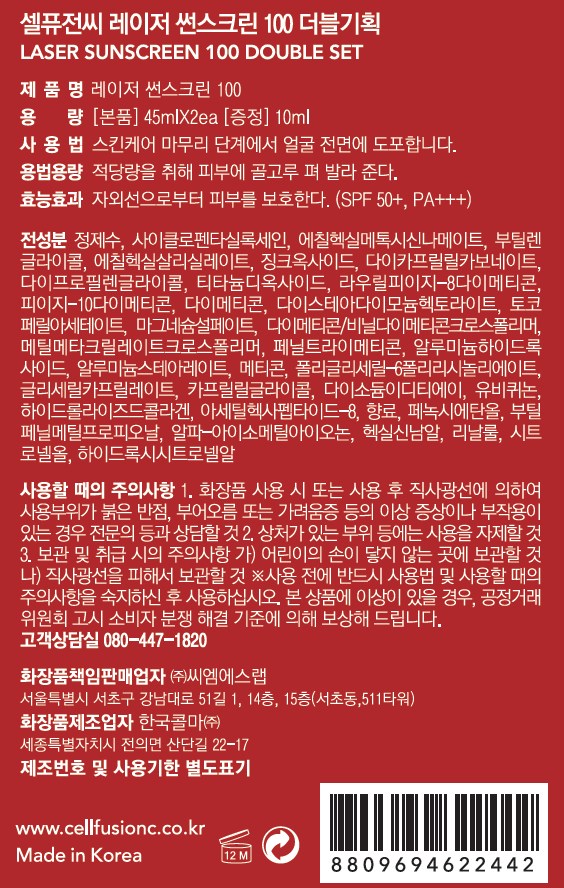 셀퓨전씨 레이저 썬스크린 100 더블기획
LASER SUNSCREEN 100 DOUBLE SET
제 품 명 레이저 썬스크린 100
용 량 [본품] 45mlX2ea [증정] 10ml
사 용 법 스킨케어 마무리 단계에서 얼굴 전면에 도포합니다.
용법용량 적당량을 취해 피부에 골고루 펴 발라 준다.
효능효과 자외선으로부터 피부를 보호한다. (SPF 50+, PA+++)
전성분 정제수, 사이클로펜타실록세인, 에칠헥실메톡시신나메이트, 부틸렌
글라이콜, 에칠헥실살리실레이트, 징크옥사이드, 다이카프릴릴카보네이트,
다이프로필렌글라이콜, 티타늄디옥사이드, 라우릴피이지-8다이메티콘,
피이지-10다이메티콘, 다이메티콘, 다이스테아다이모늄헥토라이트, 토코
페릴아세테이트, 마그네슘설페이트, 다이메티콘/비닐다이메티콘크로스폴리머,
메틸메타크릴레이트크로스폴리머, 페닐트라이메티콘, 알루미늄하이드록
사이드, 알루미늄스테아레이트, 메티콘, 폴리글리세릴-6폴리리시놀리에이트,
글리세릴카프릴레이트, 카프릴릴글라이콜, 다이소듐이디티에이, 유비퀴논,
하이드롤라이즈드콜라겐, 아세틸헥사펩타이드-8, 향료, 페녹시에탄올, 부틸
페닐메틸프로피오날, 알파-아이소메틸아이오논, 헥실신남알, 리날룰, 시트
로넬올, 하이드록시시트로넬알
사용할 때의 주의사항 1. 화장품 사용 시 또는 사용 후 직사광선에 의하여
사용부위가 붉은 반점, 부어오름 또는 가려움증 등의 이상 증상이나 부작용이
있는 경우 전문의 등과 상담할 것 2. 상처가 있는 부위 등에는 사용을 자제할 것
3. 보관 및 취급 시의 주의사항 가) 어린이의 손이 닿지 않는 곳에 보관할 것
나) 직사광선을 피해서 보관할 것 ※사용 전에 반드시 사용법 및 사용할 때의
주의사항을 숙지하신 후 사용하십시오. 본 상품에 이상이 있을 경우, 공정거래
위원회 고시 소비자 분쟁 해결 기준에 의해 보상해 드립니다.
고객상담실 080-447-1820
화장품책임판매업자 ㈜씨엠에스랩
서울특별시 서초구 강남대로 51길 1, 14층, 15층(서초동,511타워)
화장품제조업자 한국콜마㈜
세종특별자치시 전의면 산단길 22-17
제조번호 및 사용기한 별도표기
www.cellfusionc.co.kr
Made in Korea
12 M
8809694622442